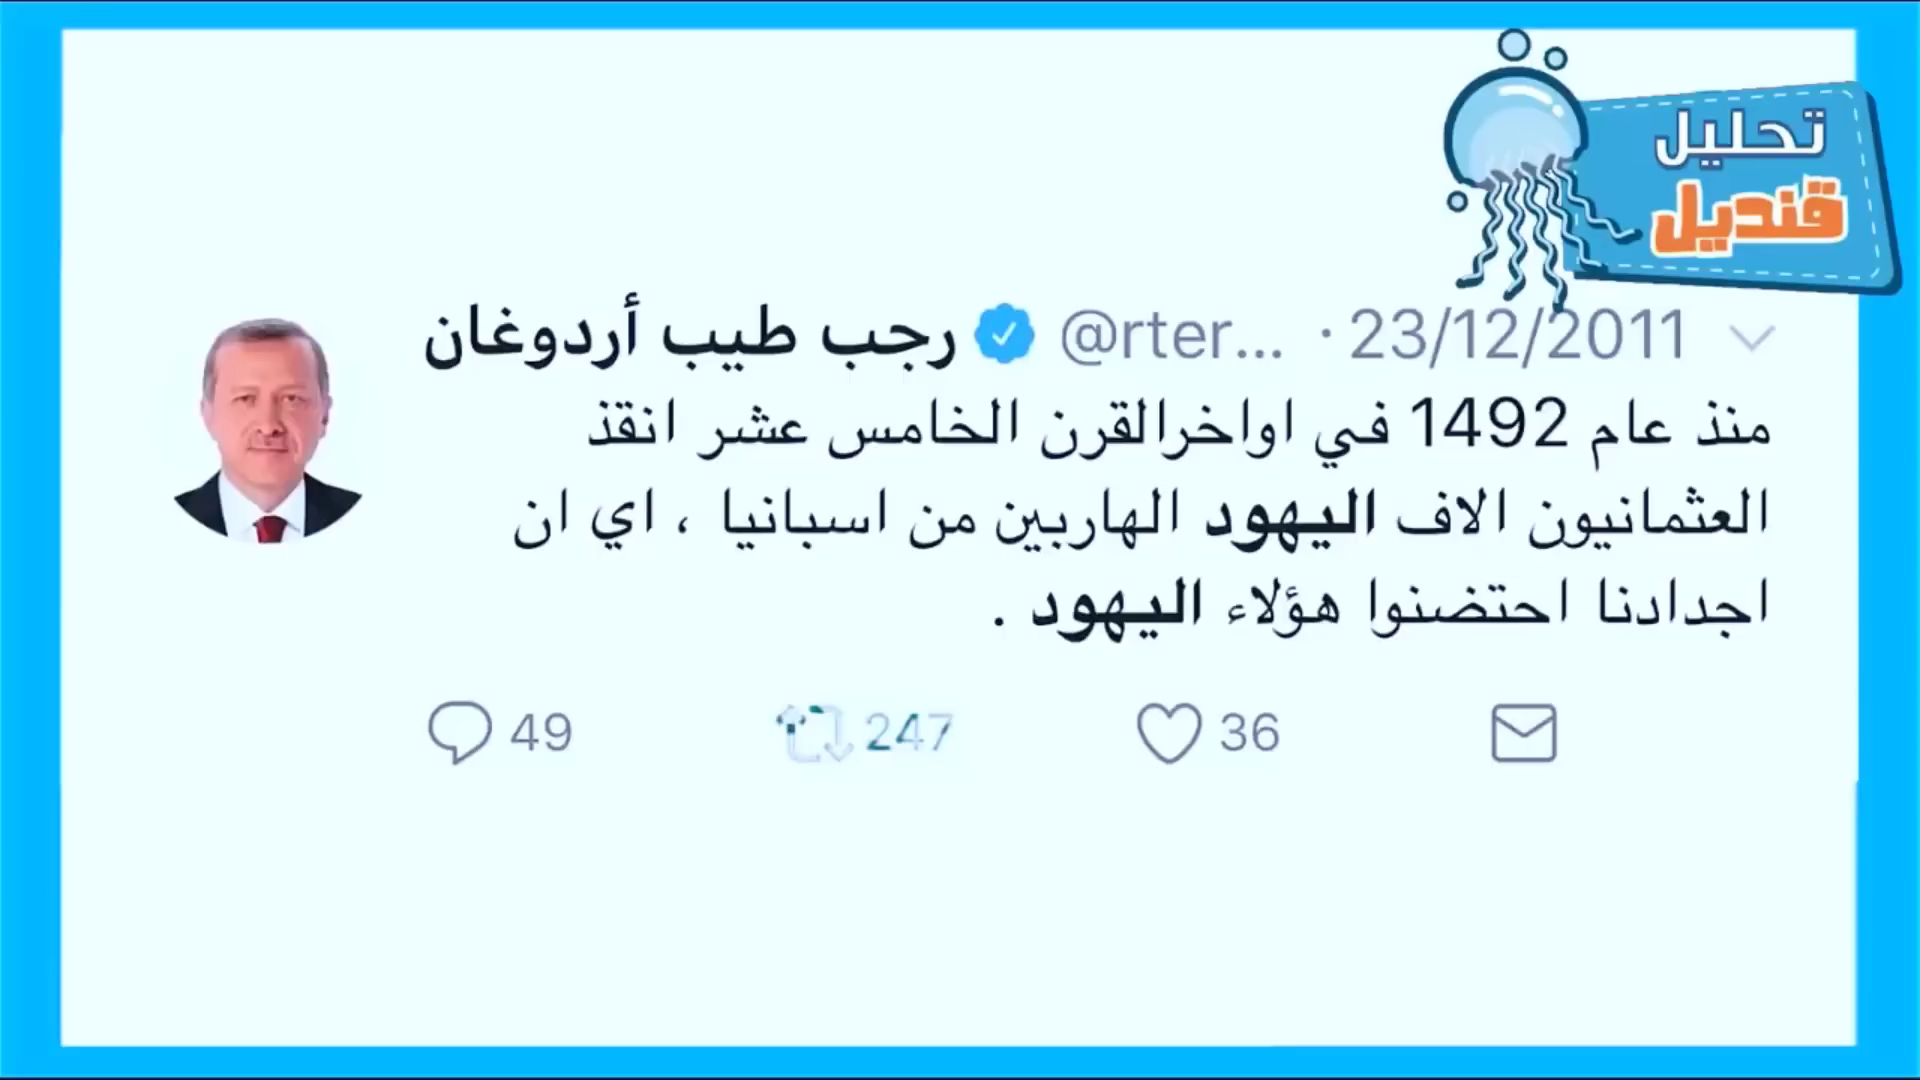 تحليل
قنديل
رجب طيب أردوغان @rter... · 23/12/2011
منذ عام 1492 في اواخرالقرن الخامس عشر انقذ
العثمانيون الاف اليهود الهاربين من اسبانيا ، اي ان
اجدادنا احتضنوا هؤلاء اليهود .
49 247 36